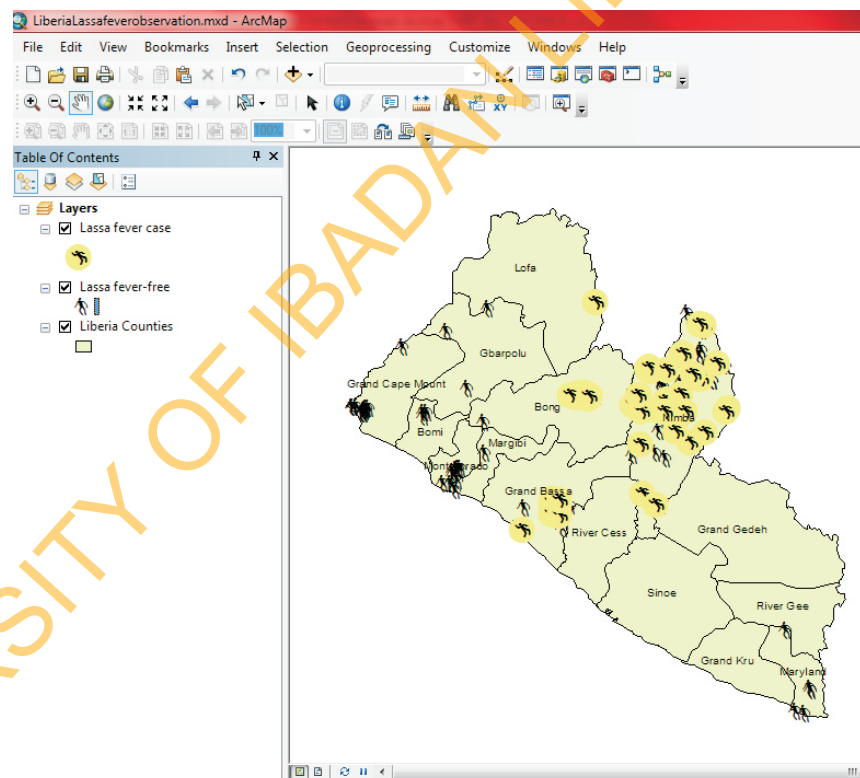 LiberiaLassafeverobservation.mxd - ArcMap
File Edit View Bookmarks Insert Selection Geoprocessing Customize Windows Help
100%
Table Of Contents
Layers
Lassa fever case
Lassa fever-free
Liberia Counties
Lofa
Gbarpolu
Grand Cape Mount
Bong
Nimba
Bomi
Margibi
Montserrado
Grand Bassa
River Cess
Grand Gedeh
Sinoe
River Gee
Grand Kru
Maryland
UNIVERSITY OF IBADAN LI